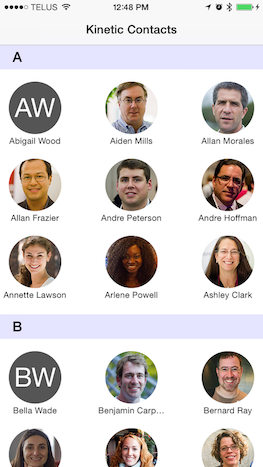 TELUS 12:48 PM
Kinetic Contacts
A
AW
Abigail Wood Aiden Mills Allan Morales
Allan Frazier Andre Peterson Andre Hoffman
Annette Lawson Arlene Powell Ashley Clark
B
BW
Bella Wade Benjamin Carp... Bernard Ray